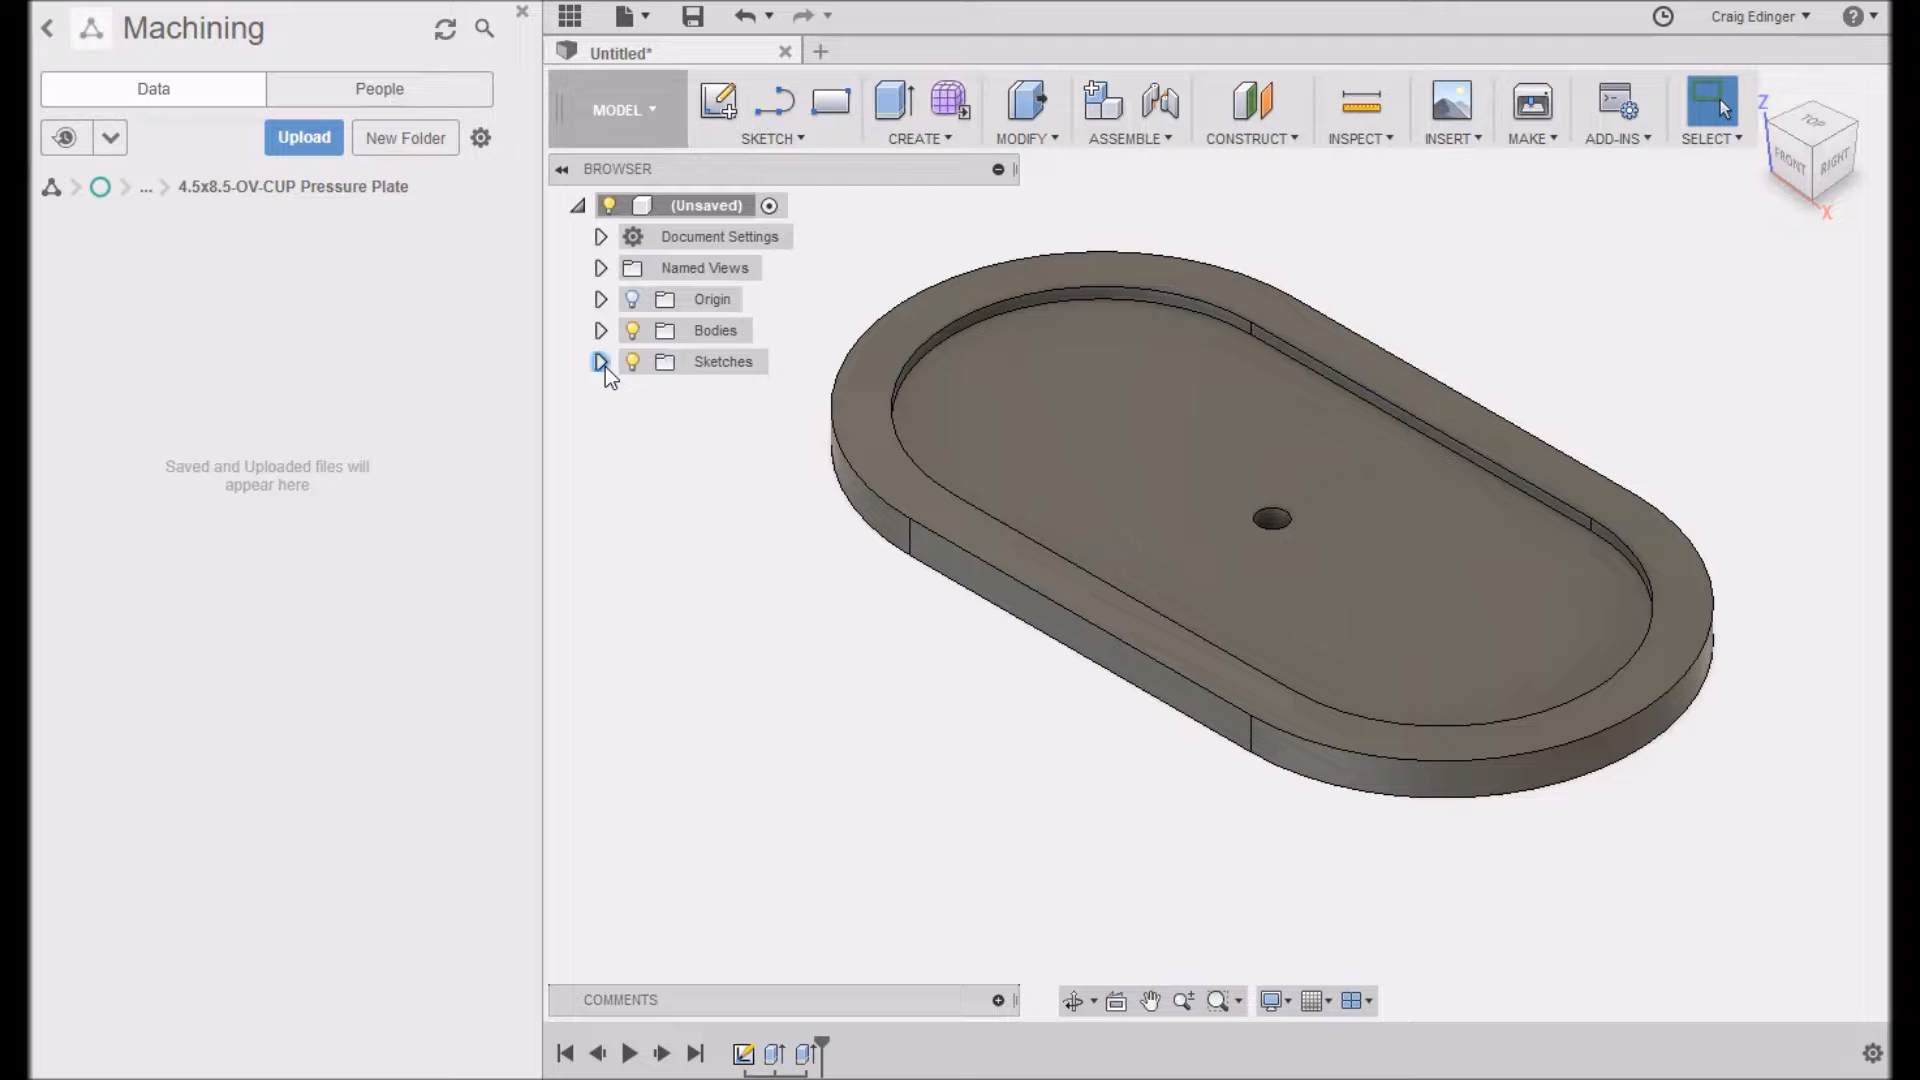 Machining
Data
People
Upload
New Folder
... 4.5x8.5-OV-CUP Pressure Plate
Saved and Uploaded files will
appear here
Craig Edinger
Untitled*
MODEL
SKETCH
CREATE
MODIFY
ASSEMBLE
CONSTRUCT
INSPECT
INSERT
MAKE
ADD-INS
SELECT
Z
TOP
FRONT
RIGHT
X
BROWSER
(Unsaved)
Document Settings
Named Views
Origin
Bodies
Sketches
COMMENTS